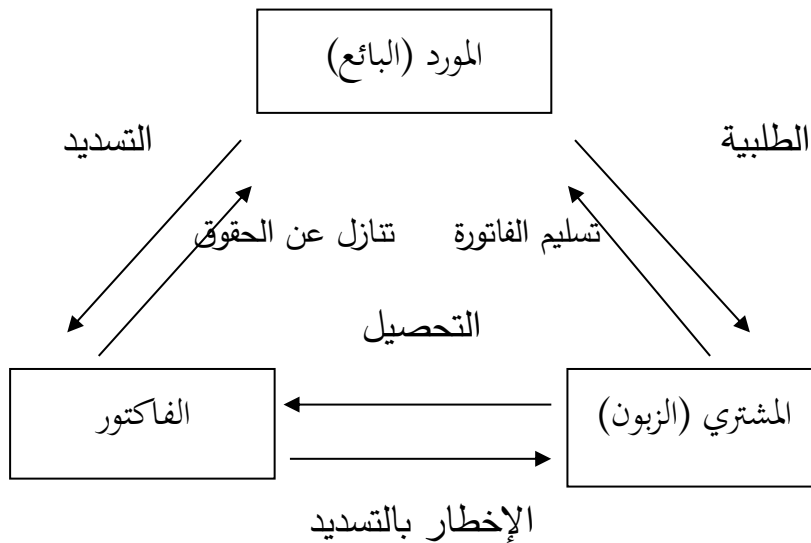 المورد (البائع)
الطلبية
التسديد
تسليم الفاتورة
تنازل عن الحقوق
التحصيل
المشتري (الزبون)
الفاكتور
الإخطار بالتسديد